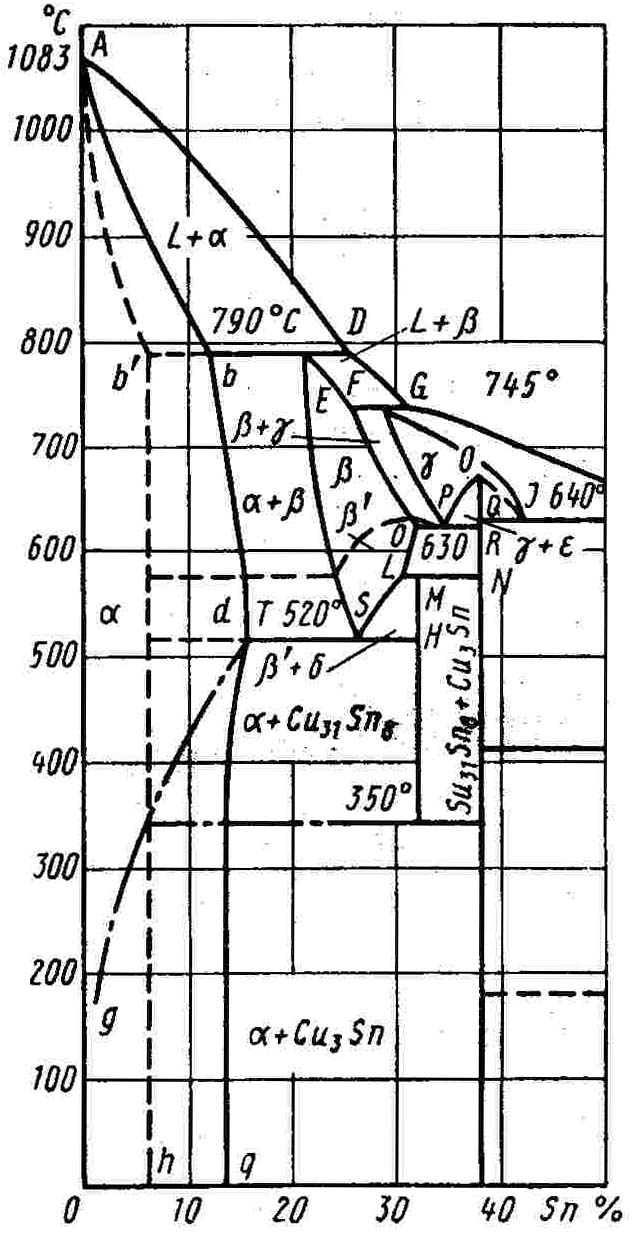 °C
1083 A
1000
900
L+α
790°C D L+β
800
b' b E F G 745°
β+γ
700
β γ O
α+β P J 640°
β' Q
600 O 630 R
L γ+ε
N
α d T 520° S M
H
500
β'+δ
α+Cu₃₁Sn₈
Su₃₁Sn₈+Cu₃Sn
400
350°
300
200
g
α+Cu₃Sn
100
h q
0 10 20 30 40 Sn %